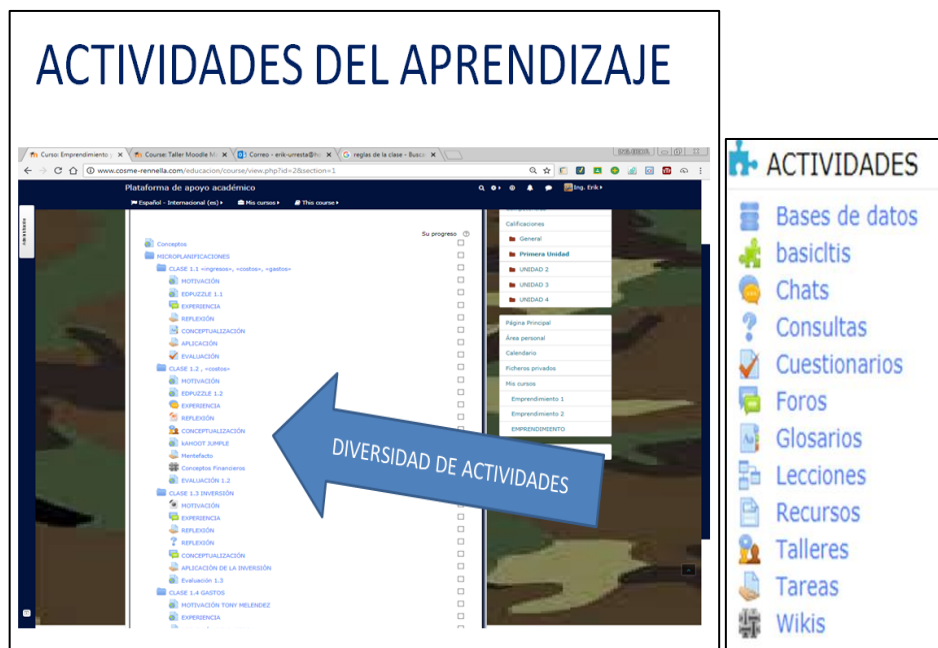 ACTIVIDADES DEL APRENDIZAJE
Curso: Emprendimiento
Course: Taller Moodle M
Correo - erik-urresta@ho
reglas de la clase - Busca
www.cosme-rennella.com/educacion/course/view.php?id=2&section=1
Plataforma de apoyo académico
Ing. Erik
Español - Internacional (es)
Mis cursos
This course
Su progreso
Conceptos
MICROPLANIFICACIONES
CLASE 1.1 «ingresos», «costos», «gastos»
MOTIVACIÓN
EDPUZZLE 1.1
EXPERIENCIA
REFLEXIÓN
CONCEPTUALIZACIÓN
APLICACIÓN
EVALUACIÓN
CLASE 1.2 , «costos»
MOTIVACIÓN
EDPUZZLE 1.2
EXPERIENCIA
REFLEXIÓN
CONCEPTUALIZACIÓN
kAHOOT JUMPLE
Mentefacto
Conceptos Financieros
EVALUACIÓN 1.2
CLASE 1.3 INVERSIÓN
MOTIVACIÓN
EXPERIENCIA
REFLEXIÓN
REFLEXIÓN
CONCEPTUALIZACIÓN
APLICACIÓN DE LA INVERSIÓN
Evaluación 1.3
CLASE 1.4 GASTOS
MOTIVACIÓN TONY MELENDEZ
EXPERIENCIA
Calificaciones
General
Primera Unidad
UNIDAD 2
UNIDAD 3
UNIDAD 4
Página Principal
Área personal
Calendario
Ficheros privados
Mis cursos
Emprendimiento 1
Emprendimiento 2
EMPRENDIMIENTO
DIVERSIDAD DE ACTIVIDADES
ACTIVIDADES
Bases de datos
basicltis
Chats
Consultas
Cuestionarios
Foros
Glosarios
Lecciones
Recursos
Talleres
Tareas
Wikis